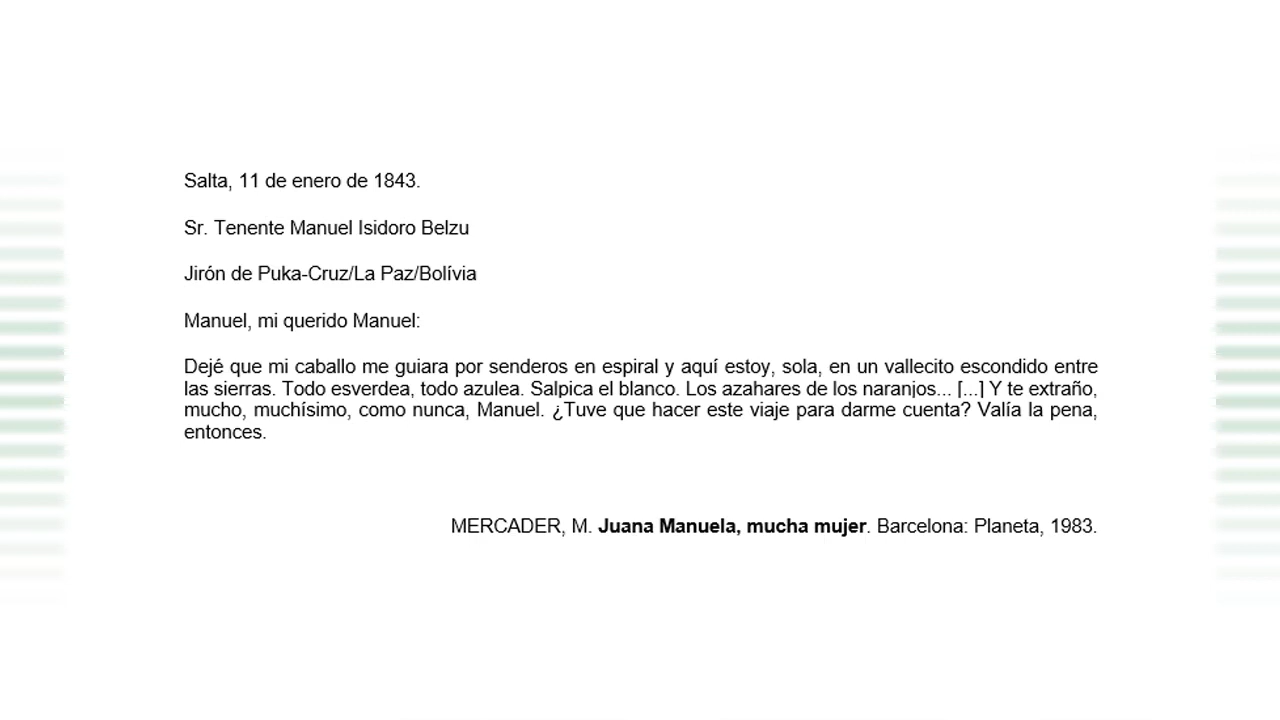 Salta, 11 de enero de 1843.
Sr. Tenente Manuel Isidoro Belzu
Jirón de Puka-Cruz/La Paz/Bolívia
Manuel, mi querido Manuel:
Dejé que mi caballo me guiara por senderos en espiral y aquí estoy, sola, en un vallecito escondido entre
las sierras. Todo esverdea, todo azulea. Salpica el blanco. Los azahares de los naranjos... [...] Y te extraño,
mucho, muchísimo, como nunca, Manuel. ¿Tuve que hacer este viaje para darme cuenta? Valía la pena,
entonces.
MERCADER, M. Juana Manuela, mucha mujer. Barcelona: Planeta, 1983.